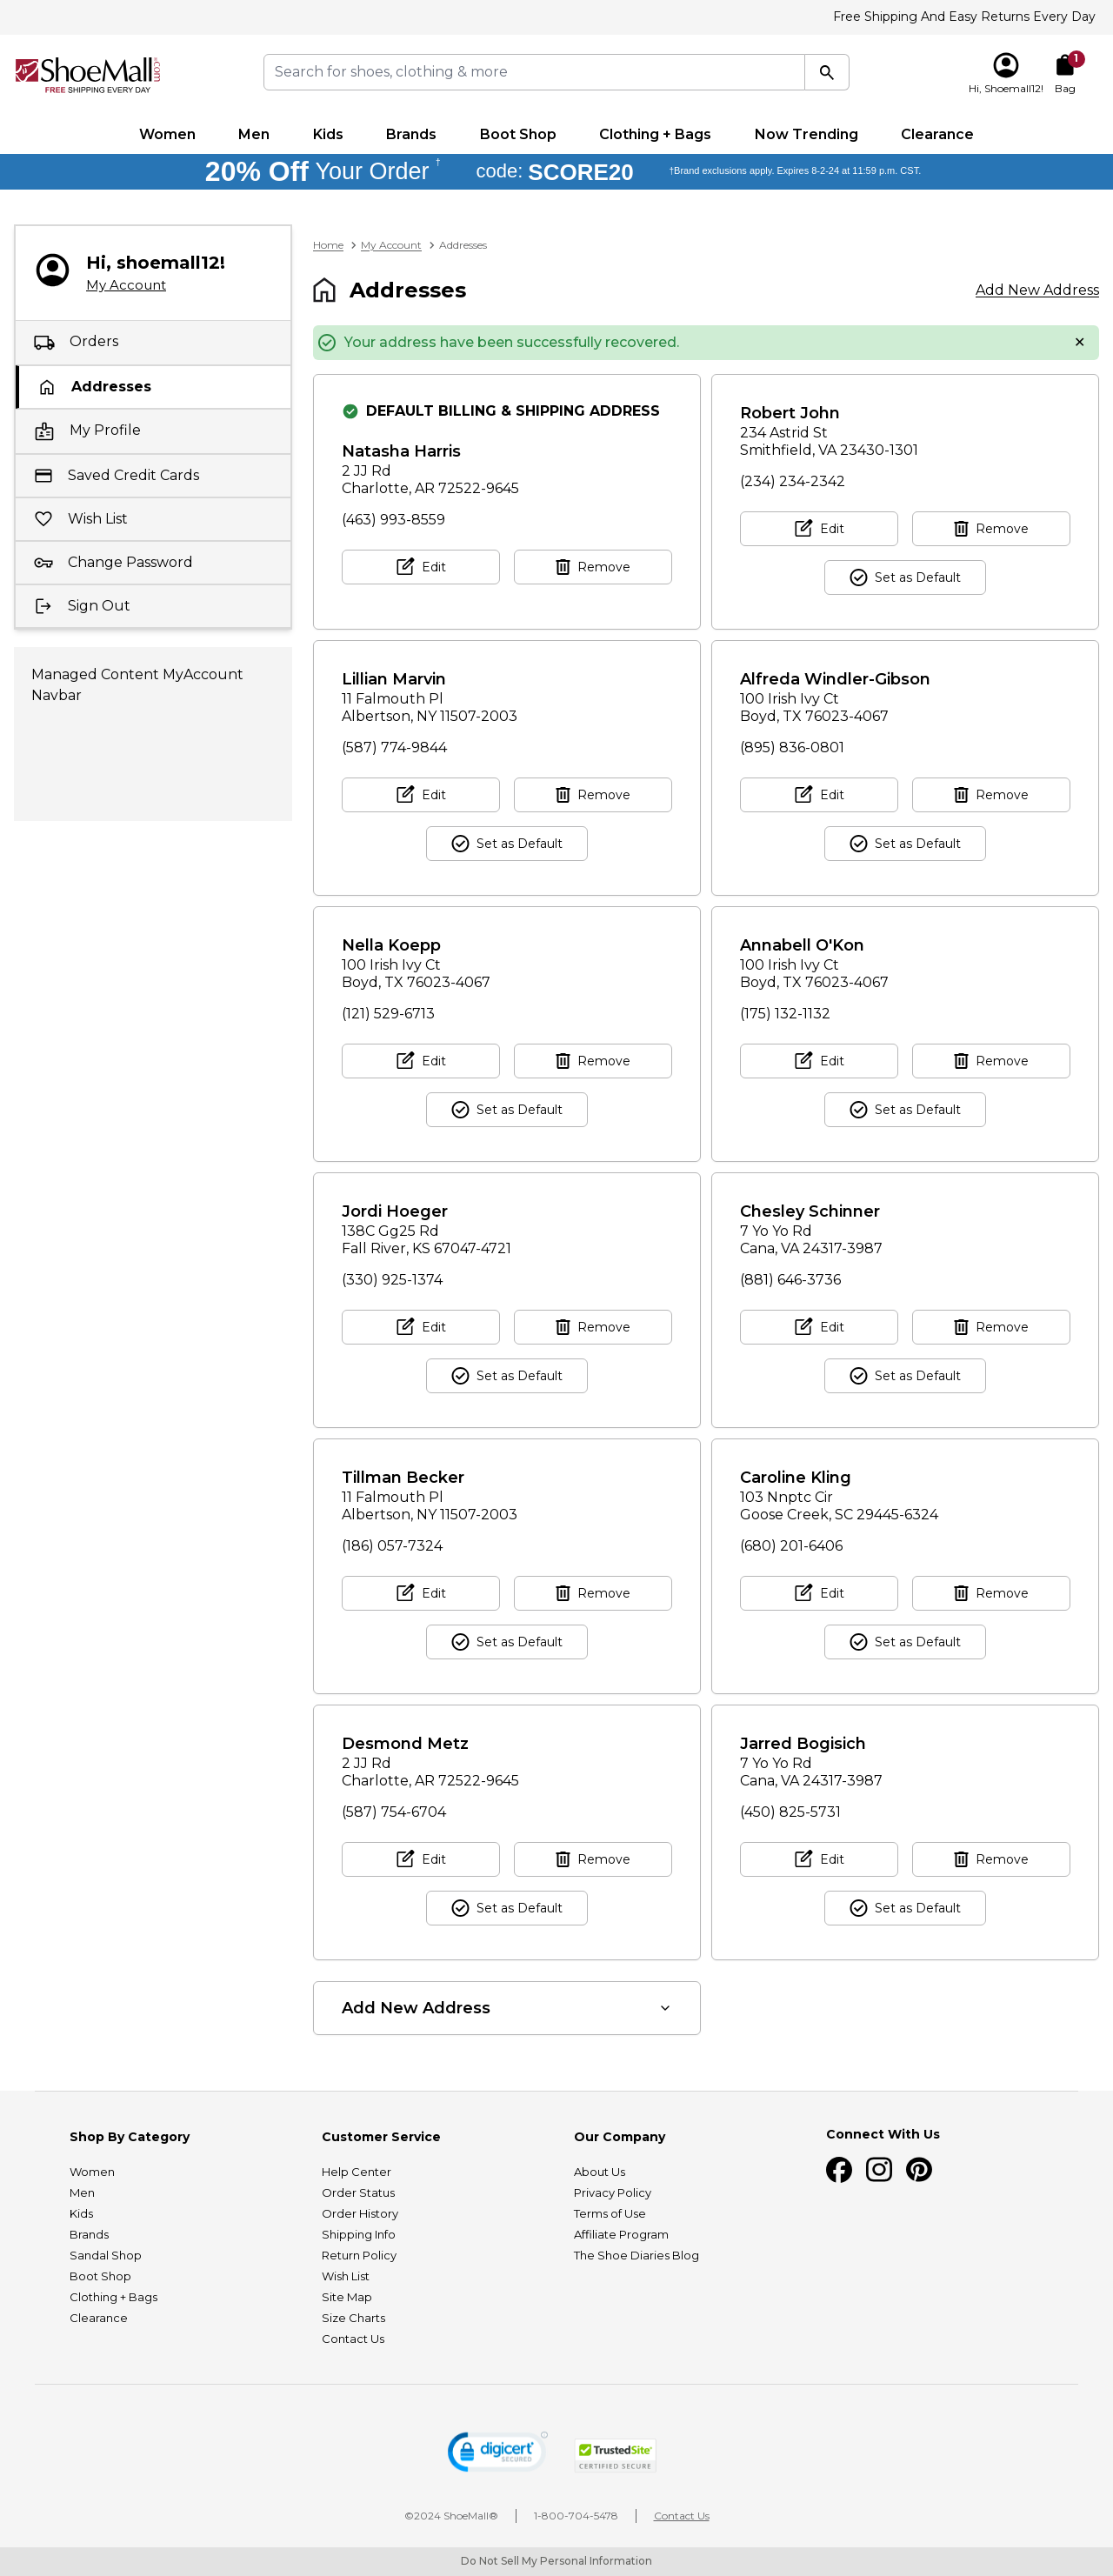 Free Shipping And Easy Returns Every Day
ShoeMall.com
FREE SHIPPING EVERY DAY
Search for shoes, clothing & more
1
Hi, Shoemall12!
Bag
Women
Men
Kids
Brands
Boot Shop
Clothing + Bags
Now Trending
Clearance
20% Off Your Order † code: SCORE20 †Brand exclusions apply. Expires 8-2-24 at 11:59 p.m. CST.
Hi, shoemall12!
My Account
Orders
Addresses
My Profile
Saved Credit Cards
Wish List
Change Password
Sign Out
Managed Content MyAccount
Navbar
Home > My Account > Addresses
Addresses
Add New Address
Your address have been successfully recovered.
DEFAULT BILLING & SHIPPING ADDRESS
Natasha Harris
2 JJ Rd
Charlotte, AR 72522-9645
(463) 993-8559
Edit
Remove
Robert John
234 Astrid St
Smithfield, VA 23430-1301
(234) 234-2342
Edit
Remove
Set as Default
Lillian Marvin
11 Falmouth Pl
Albertson, NY 11507-2003
(587) 774-9844
Edit
Remove
Set as Default
Alfreda Windler-Gibson
100 Irish Ivy Ct
Boyd, TX 76023-4067
(895) 836-0801
Edit
Remove
Set as Default
Nella Koepp
100 Irish Ivy Ct
Boyd, TX 76023-4067
(121) 529-6713
Edit
Remove
Set as Default
Annabell O'Kon
100 Irish Ivy Ct
Boyd, TX 76023-4067
(175) 132-1132
Edit
Remove
Set as Default
Jordi Hoeger
138C Gg25 Rd
Fall River, KS 67047-4721
(330) 925-1374
Edit
Remove
Set as Default
Chesley Schinner
7 Yo Yo Rd
Cana, VA 24317-3987
(881) 646-3736
Edit
Remove
Set as Default
Tillman Becker
11 Falmouth Pl
Albertson, NY 11507-2003
(186) 057-7324
Edit
Remove
Set as Default
Caroline Kling
103 Nnptc Cir
Goose Creek, SC 29445-6324
(680) 201-6406
Edit
Remove
Set as Default
Desmond Metz
2 JJ Rd
Charlotte, AR 72522-9645
(587) 754-6704
Edit
Remove
Set as Default
Jarred Bogisich
7 Yo Yo Rd
Cana, VA 24317-3987
(450) 825-5731
Edit
Remove
Set as Default
Add New Address
Shop By Category
Women
Men
Kids
Brands
Sandal Shop
Boot Shop
Clothing + Bags
Clearance
Customer Service
Help Center
Order Status
Order History
Shipping Info
Return Policy
Wish List
Site Map
Size Charts
Contact Us
Our Company
About Us
Privacy Policy
Terms of Use
Affiliate Program
The Shoe Diaries Blog
Connect With Us
digicert
SECURED
TrustedSite
CERTIFIED SECURE
©2024 ShoeMall®
1-800-704-5478
Contact Us
Do Not Sell My Personal Information